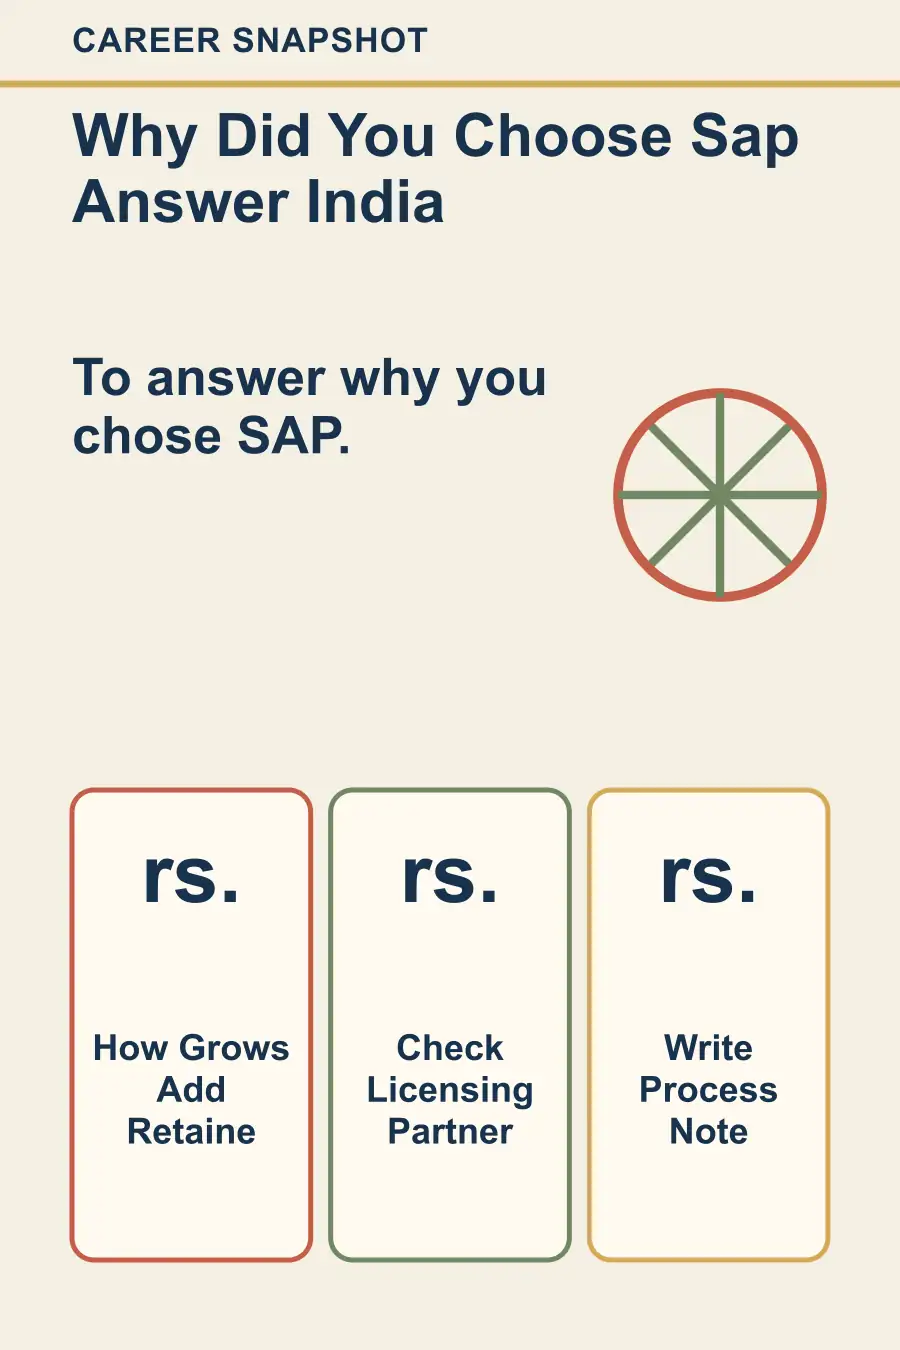 CAREER SNAPSHOT
Why Did You Choose Sap
Answer India
To answer why you
chose SAP.
rs.
How Grows
Add
Retaine
rs.
Check
Licensing
Partner
rs.
Write
Process
Note